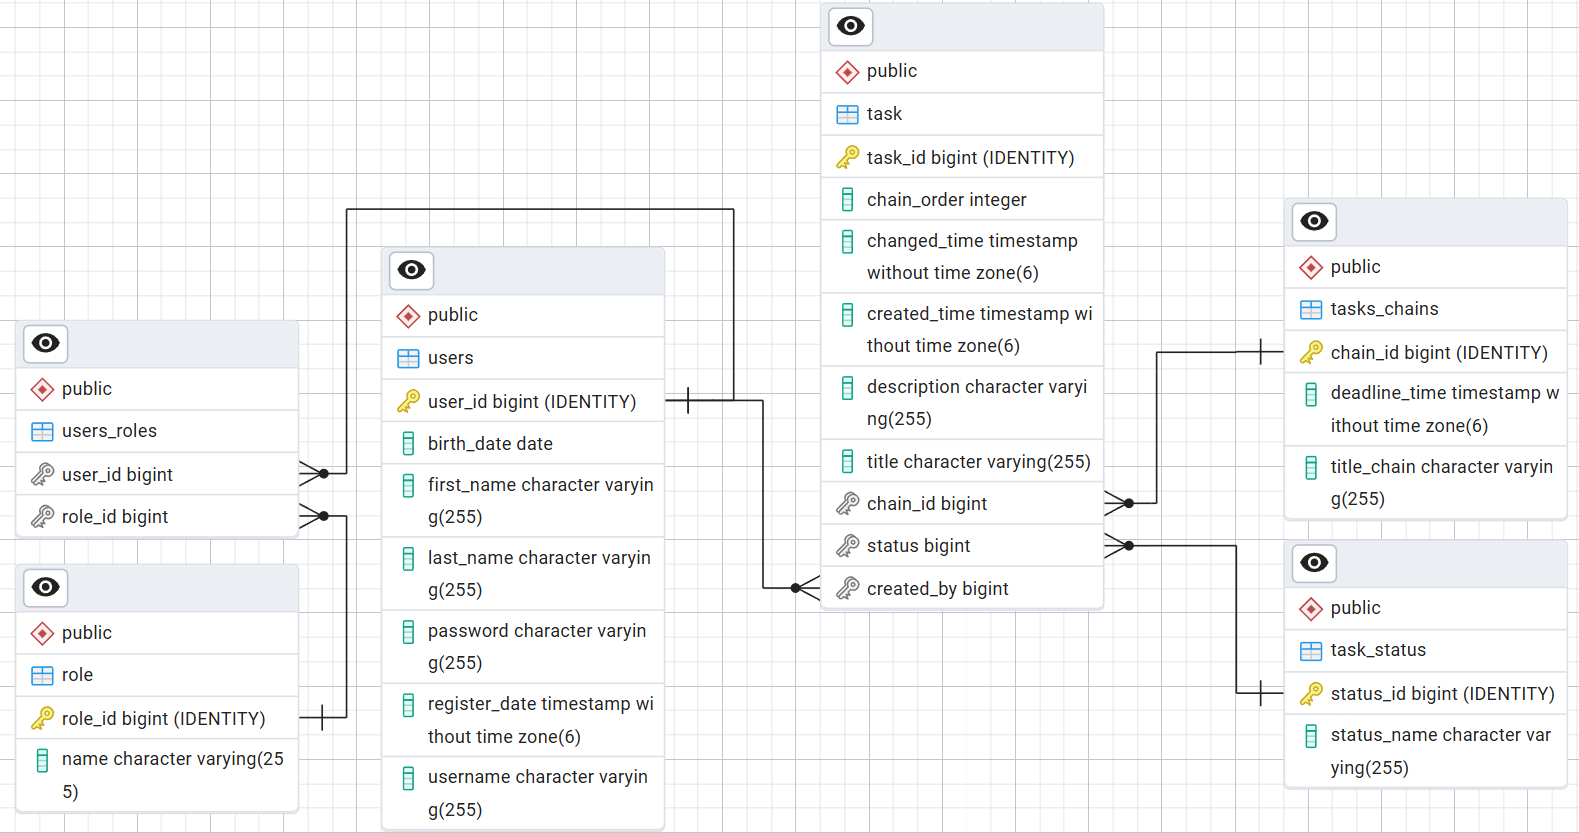 public
users_roles
user_id bigint
role_id bigint
public
role
role_id bigint (IDENTITY)
name character varying(25
5)
public
users
user_id bigint (IDENTITY)
birth_date date
first_name character varyin
g(255)
last_name character varyin
g(255)
password character varyin
g(255)
register_date timestamp wi
thout time zone(6)
username character varyin
g(255)
public
task
task_id bigint (IDENTITY)
chain_order integer
changed_time timestamp
without time zone(6)
created_time timestamp wi
thout time zone(6)
description character varyi
ng(255)
title character varying(255)
chain_id bigint
status bigint
created_by bigint
public
tasks_chains
chain_id bigint (IDENTITY)
deadline_time timestamp w
ithout time zone(6)
title_chain character varyin
g(255)
public
task_status
status_id bigint (IDENTITY)
status_name character var
ying(255)